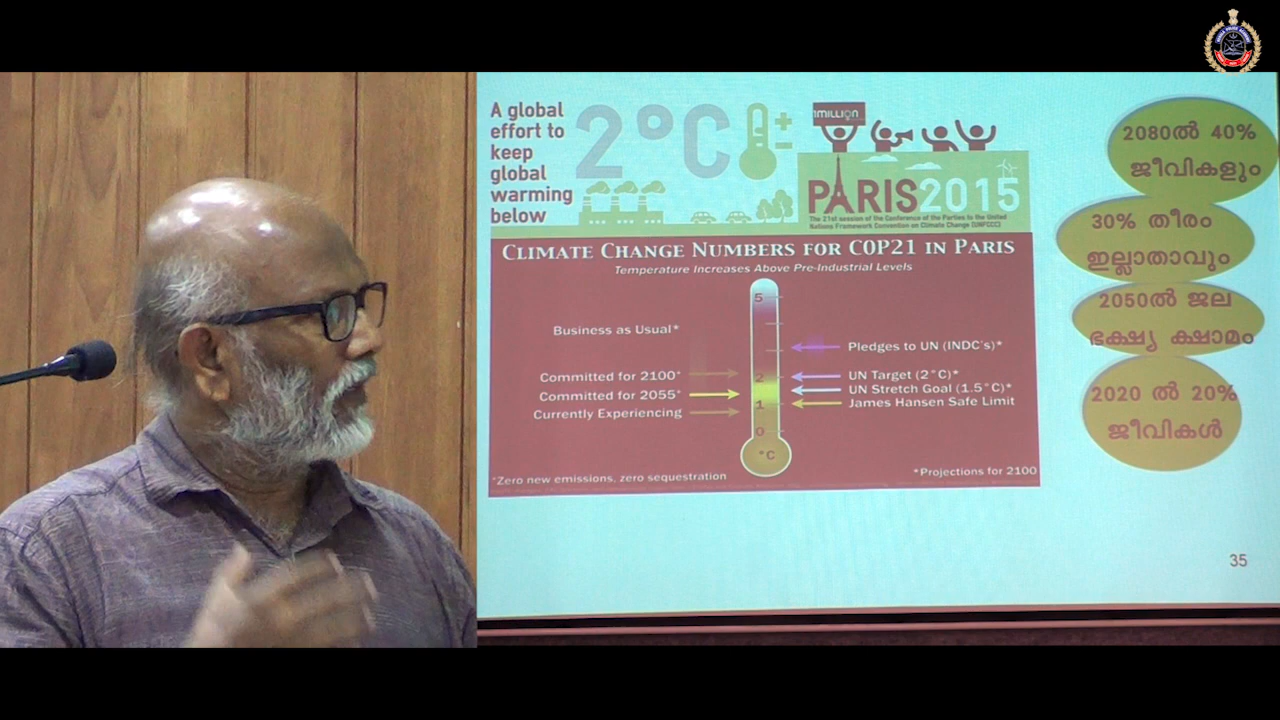 A global
effort to
keep
global
warming
below
2°C
1MILLION
PARIS2015
The 21st session of the Conference of the Parties to the United
Nations Framework Convention on Climate Change (UNFCCC)
CLIMATE CHANGE NUMBERS FOR COP21 IN PARIS
Temperature Increases Above Pre-Industrial Levels
Business as Usual*
Committed for 2100*
Committed for 2055*
Currently Experiencing
5
2
1
0
°C
Pledges to UN (INDC's)*
UN Target (2°C)*
UN Stretch Goal (1.5°C)*
James Hansen Safe Limit
*Zero new emissions, zero sequestration
*Projections for 2100
2080ൽ 40%
ജീവികളും
30% തീരം
ഇല്ലാതാവും
2050ൽ ജല
ഭക്ഷ്യ ക്ഷാമം
2020 ൽ 20%
ജീവികൾ
35